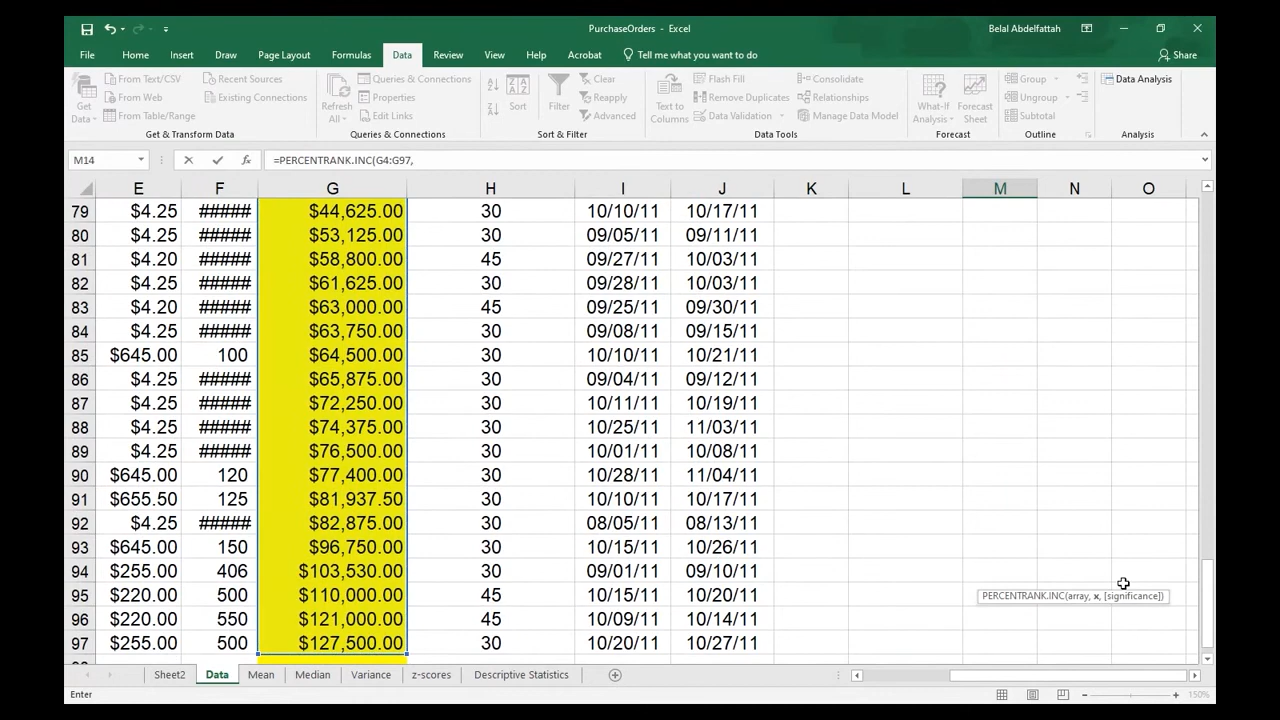 PurchaseOrders - Excel
Belal Abdelfattah
File Home Insert Draw Page Layout Formulas Data Review View Help Acrobat Tell me what you want to do Share
From Text/CSV Recent Sources Queries & Connections Clear Flash Fill Consolidate Group Data Analysis
From Web Existing Connections Properties Reapply Remove Duplicates Relationships Ungroup
From Table/Range Edit Links Advanced Data Validation Manage Data Model Subtotal
Get Data Refresh All Sort Filter Text to Columns What-If Analysis Forecast Sheet
Get & Transform Data Queries & Connections Sort & Filter Data Tools Forecast Outline Analysis
M14 =PERCENTRANK.INC(G4:G97,
E F G H I J K L M N O
79 $4.25 ##### $44,625.00 30 10/10/11 10/17/11
80 $4.25 ##### $53,125.00 30 09/05/11 09/11/11
81 $4.20 ##### $58,800.00 45 09/27/11 10/03/11
82 $4.25 ##### $61,625.00 30 09/28/11 10/03/11
83 $4.20 ##### $63,000.00 45 09/25/11 09/30/11
84 $4.25 ##### $63,750.00 30 09/08/11 09/15/11
85 $645.00 100 $64,500.00 30 10/10/11 10/21/11
86 $4.25 ##### $65,875.00 30 09/04/11 09/12/11
87 $4.25 ##### $72,250.00 30 10/11/11 10/19/11
88 $4.25 ##### $74,375.00 30 10/25/11 11/03/11
89 $4.25 ##### $76,500.00 30 10/01/11 10/08/11
90 $645.00 120 $77,400.00 30 10/28/11 11/04/11
91 $655.50 125 $81,937.50 30 10/10/11 10/17/11
92 $4.25 ##### $82,875.00 30 08/05/11 08/13/11
93 $645.00 150 $96,750.00 30 10/15/11 10/26/11
94 $255.00 406 $103,530.00 30 09/01/11 09/10/11
95 $220.00 500 $110,000.00 45 10/15/11 10/20/11
PERCENTRANK.INC(array, x, [significance])
96 $220.00 550 $121,000.00 45 10/09/11 10/14/11
97 $255.00 500 $127,500.00 30 10/20/11 10/27/11
Sheet2 Data Mean Median Variance z-scores Descriptive Statistics
Enter 150%